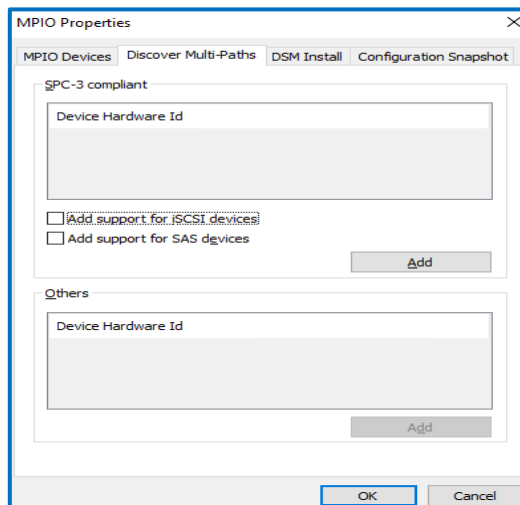 MPIO Properties
MPIO Devices Discover Multi-Paths DSM Install Configuration Snapshot
SPC-3 compliant
Device Hardware Id
Add support for iSCSI devices
Add support for SAS devices
Add
Others
Device Hardware Id
Add
OK Cancel